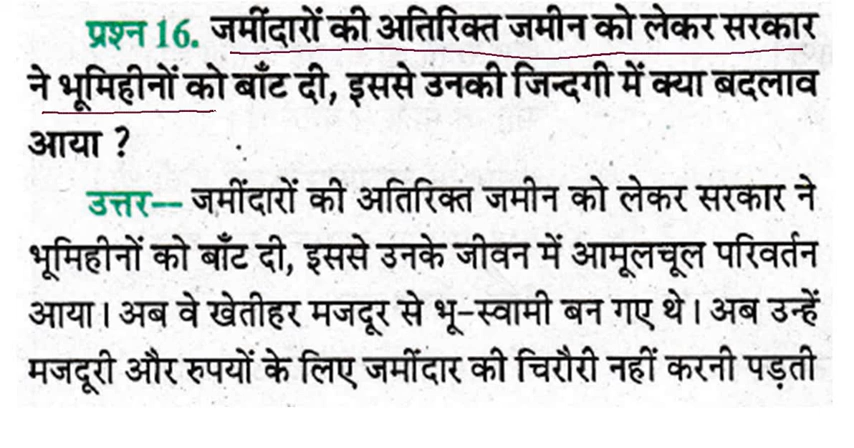 प्रश्न 16. जमींदारों की अतिरिक्त जमीन को लेकर सरकार
ने भूमिहीनों को बाँट दी, इससे उनकी जिन्दगी में क्या बदलाव
आया ?
उत्तर— जमींदारों की अतिरिक्त जमीन को लेकर सरकार ने
भूमिहीनों को बाँट दी, इससे उनके जीवन में आमूलचूल परिवर्तन
आया। अब वे खेतीहर मजदूर से भू-स्वामी बन गए थे। अब उन्हें
मजदूरी और रुपयों के लिए जमींदार की चिरौरी नहीं करनी पड़ती